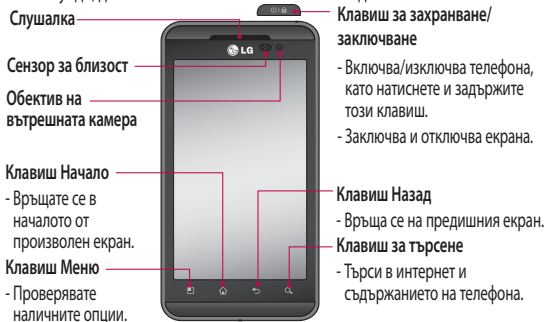 Слушалка
Сензор за близост
Обектив на
вътрешната камера
Клавиш Начало
- Връщате се в
началото от
произволен екран.
Клавиш Меню
- Проверявате
наличните опции.
LG
Клавиш за захранване/
заключване
- Включва/изключва телефона,
като натиснете и задържите
този клавиш.
- Заключва и отключва екрана.
Клавиш Назад
- Връща се на предишния екран.
Клавиш за търсене
- Търси в интернет и
съдържанието на телефона.